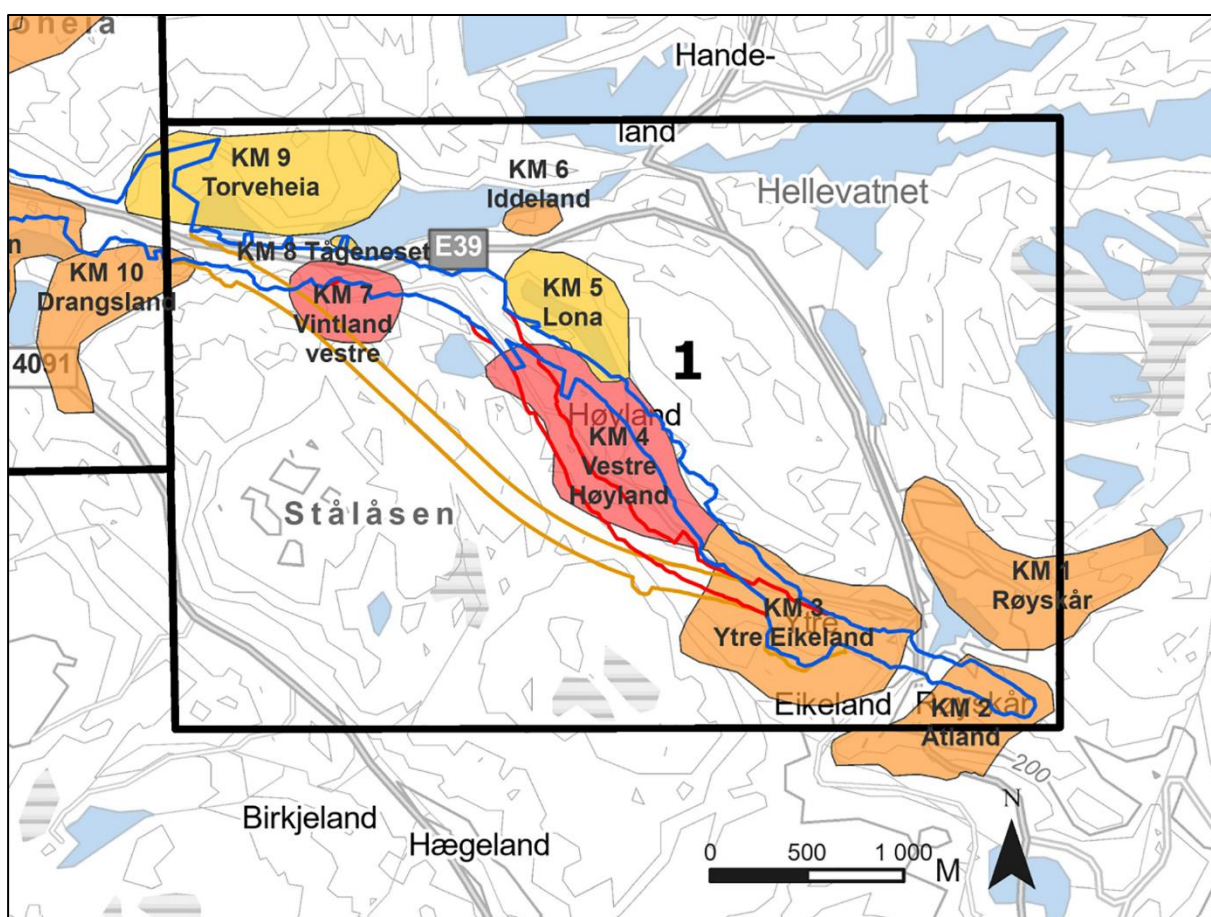 oheia
Hande-
land
KM 9
Torveheia
KM 6
Iddeland
Hellevatnet
KM 8 Tågeneset
E39
n
KM 10
Drangsland
KM 7
Vintland
vestre
KM 5
Lona
4091
1
Høyland
KM 4
Vestre
Høyland
Stålåsen
KM 1
Røyskår
KM 3
Ytre
Ytre Eikeland
Eikeland
Røyskår
KM 2
Åtland
200
Birkjeland
Hægeland
N
0 500 1 000
M